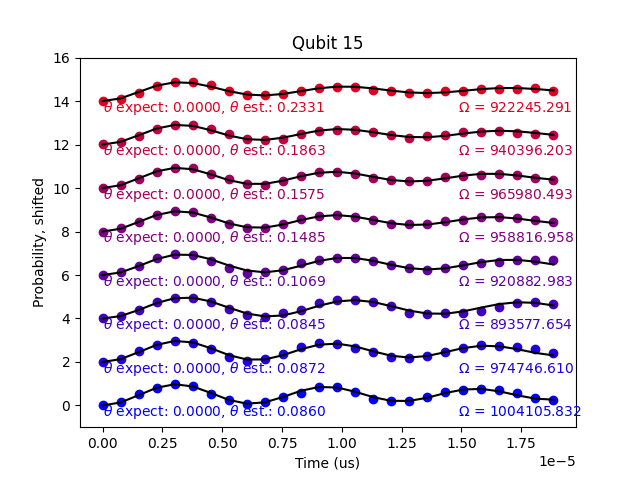 Qubit 15
16
14
12
10
8
6
4
2
0
Probability, shifted
θ expect: 0.0000, θ est.: 0.2331 Ω = 922245.291
θ expect: 0.0000, θ est.: 0.1863 Ω = 940396.203
θ expect: 0.0000, θ est.: 0.1575 Ω = 965980.493
θ expect: 0.0000, θ est.: 0.1485 Ω = 958816.958
θ expect: 0.0000, θ est.: 0.1069 Ω = 920882.983
θ expect: 0.0000, θ est.: 0.0845 Ω = 893577.654
θ expect: 0.0000, θ est.: 0.0872 Ω = 974746.610
θ expect: 0.0000, θ est.: 0.0860 Ω = 1004105.832
0.00 0.25 0.50 0.75 1.00 1.25 1.50 1.75
1e−5
Time (us)